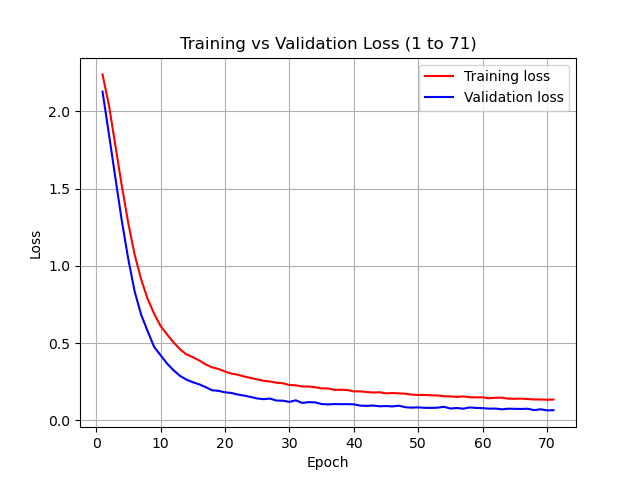 Training vs Validation Loss (1 to 71)
Training loss
Validation loss
Loss
2.0
1.5
1.0
0.5
0.0
0 10 20 30 40 50 60 70
Epoch